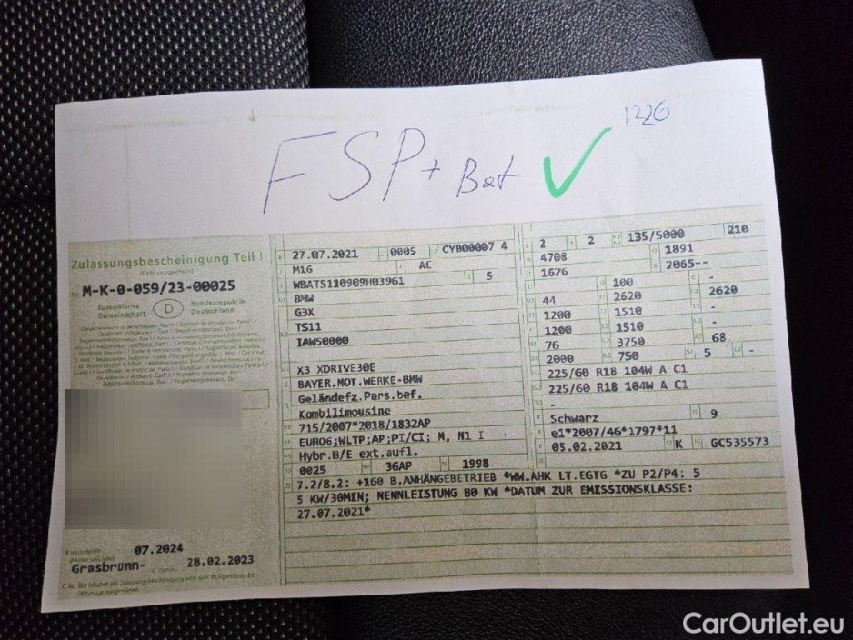 1226
FSP + Bat ✓
Zulassungsbescheinigung Teil I
(Fahrzeugschein)
M-K-0-059/23-00025
Europäische Gemeinschaft D Bundesrepublik Deutschland
07.2024
Grasbrunn- 28.02.2023
27.07.2021 0005 CYB00007 4
M1G AC
WBATS110909H03961 5
BMW
G3X
TS11
IAW50000
X3 XDRIVE30E
BAYER.MOT.WERKE-BMW
Geländefz.Pers.bef.
Kombilimousine
715/2007*2018/1832AP
EURO6;WLTP;AP;PI/CI; M, N1 I
Hybr.B/E ext.aufl.
0025 36AP 1998
2 2 135/5000 210
4708 1891
1676 2065--
100 -
44 2620 2620
1200 1510 -
1200 1510 -
76 3750 68
2000 750 5 -
225/60 R18 104W A C1
225/60 R18 104W A C1
Schwarz 9
e1*2007/46*1797*11
05.02.2021 K GC535573
7.2/8.2: +160 B.ANHÄNGEBETRIEB *WW.AHK LT.EGTG *ZU P2/P4: 5
5 KW/30MIN; NENNLEISTUNG 80 KW *DATUM ZUR EMISSIONSKLASSE:
27.07.2021*
CarOutlet.eu